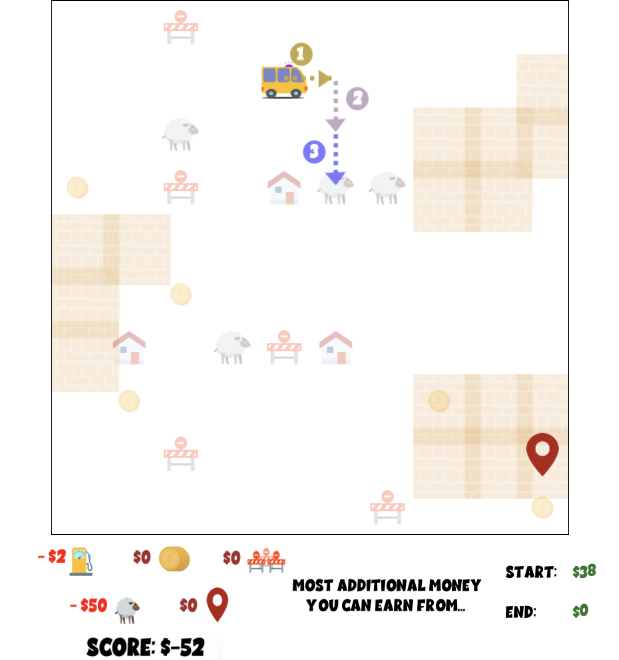 1
2
3
- $2
$0
$0
- $50
$0
SCORE: $-52
MOST ADDITIONAL MONEY
YOU CAN EARN FROM...
START: $38
END: $0